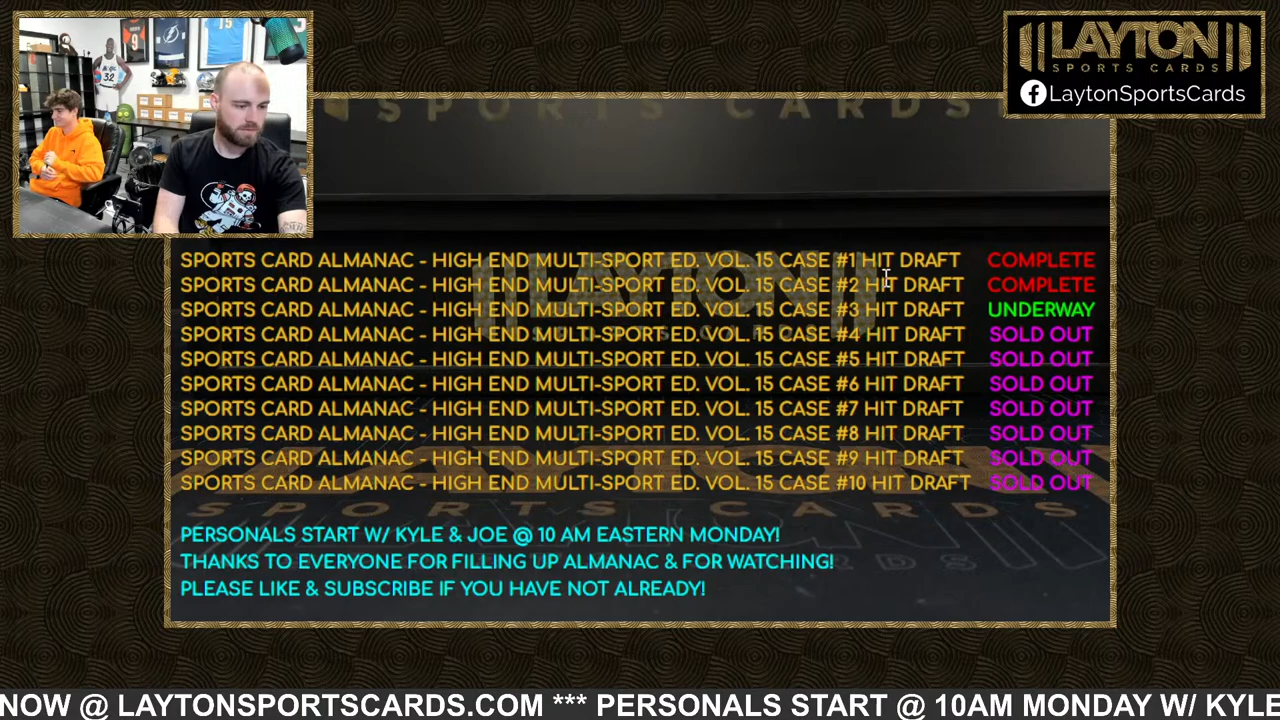 LAYTON
SPORTS CARDS
LaytonSportsCards
SPORTS CARDS
SPORTS CARD ALMANAC - HIGH END MULTI-SPORT ED. VOL. 15 CASE #1 HIT DRAFT COMPLETE
SPORTS CARD ALMANAC - HIGH END MULTI-SPORT ED. VOL. 15 CASE #2 HIT DRAFT COMPLETE
SPORTS CARD ALMANAC - HIGH END MULTI-SPORT ED. VOL. 15 CASE #3 HIT DRAFT UNDERWAY
SPORTS CARD ALMANAC - HIGH END MULTI-SPORT ED. VOL. 15 CASE #4 HIT DRAFT SOLD OUT
SPORTS CARD ALMANAC - HIGH END MULTI-SPORT ED. VOL. 15 CASE #5 HIT DRAFT SOLD OUT
SPORTS CARD ALMANAC - HIGH END MULTI-SPORT ED. VOL. 15 CASE #6 HIT DRAFT SOLD OUT
SPORTS CARD ALMANAC - HIGH END MULTI-SPORT ED. VOL. 15 CASE #7 HIT DRAFT SOLD OUT
SPORTS CARD ALMANAC - HIGH END MULTI-SPORT ED. VOL. 15 CASE #8 HIT DRAFT SOLD OUT
SPORTS CARD ALMANAC - HIGH END MULTI-SPORT ED. VOL. 15 CASE #9 HIT DRAFT SOLD OUT
SPORTS CARD ALMANAC - HIGH END MULTI-SPORT ED. VOL. 15 CASE #10 HIT DRAFT SOLD OUT
SPORTS CARDS
PERSONALS START W/ KYLE & JOE @ 10 AM EASTERN MONDAY!
THANKS TO EVERYONE FOR FILLING UP ALMANAC & FOR WATCHING!
PLEASE LIKE & SUBSCRIBE IF YOU HAVE NOT ALREADY!
NOW @ LAYTONSPORTSCARDS.COM *** PERSONALS START @ 10AM MONDAY W/ KYLE